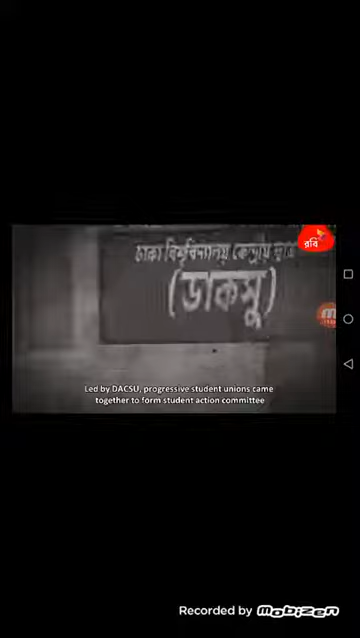 ঢাকা বিশ্ববিদ্যালয় কেন্দ্রীয় ছাত্র
(ডাকসু)
রবি
Led by DACSU, progressive student unions came
together to form student action committee
Recorded by mobizen